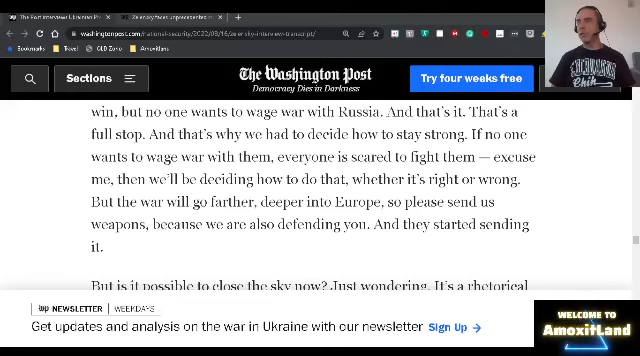 The Post interviews Ukrainian Pr
Zelensky faces unprecedented
washingtonpost.com/national-security/2022/08/16/zelensky-interview-transcript/
Bookmarks Travel GLD Zono Amoxitlans
Sections
The Washington Post
Democracy Dies in Darkness
Try four weeks free
win, but no one wants to wage war with Russia. And that's it. That's a
full stop. And that's why we had to decide how to stay strong. If no one
wants to wage war with them, everyone is scared to fight them — excuse
me, then we'll be deciding how to do that, whether it's right or wrong.
But the war will go farther, deeper into Europe, so please send us
weapons, because we are also defending you. And they started sending
it.
But is it possible to close the sky now? Just wondering. It's a rhetorical
wp NEWSLETTER WEEKDAYS
Get updates and analysis on the war in Ukraine with our newsletter Sign Up →
WELCOME TO
AmoxitLand